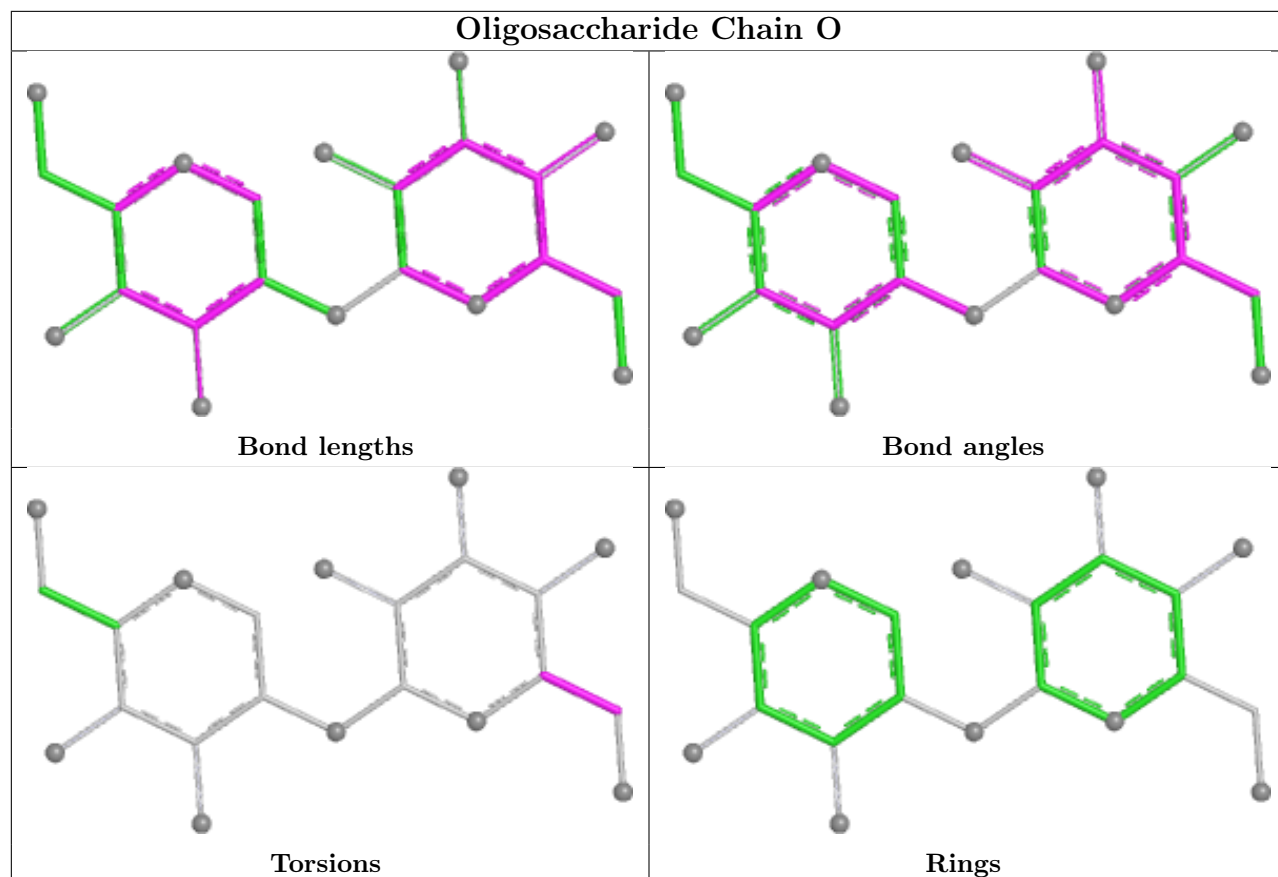 Oligosaccharide Chain O
Bond lengths
Bond angles
Torsions
Rings